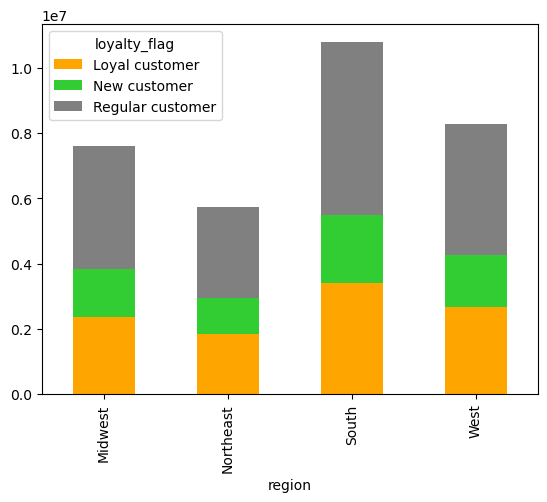 1e7
loyalty_flag
Loyal customer
New customer
Regular customer
1.0
0.8
0.6
0.4
0.2
0.0
Midwest
Northeast
South
West
region